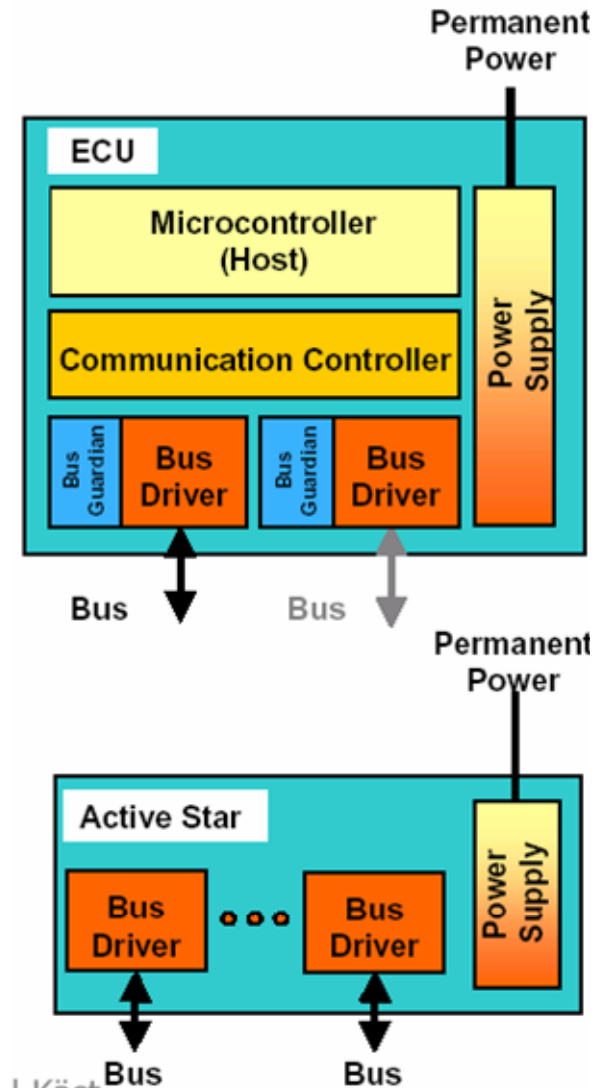 Permanent
Power
ECU
Microcontroller
(Host)
Communication Controller
Bus
Guardian
Bus
Driver
Bus
Guardian
Bus
Driver
Power
Supply
Bus
Bus
Permanent
Power
Active Star
Bus
Driver
Bus
Driver
Power
Supply
Bus
Bus